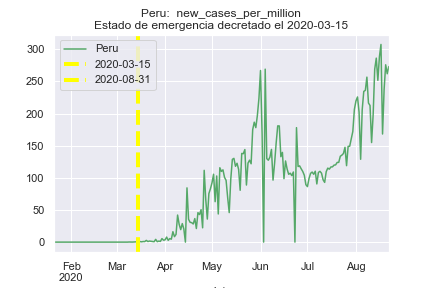 Peru:  new_cases_per_million
Estado de emergencia decretado el 2020-03-15
Peru
2020-03-15
2020-08-31
300
250
200
150
100
50
0
Feb
2020
Mar
Apr
May
Jun
Jul
Aug